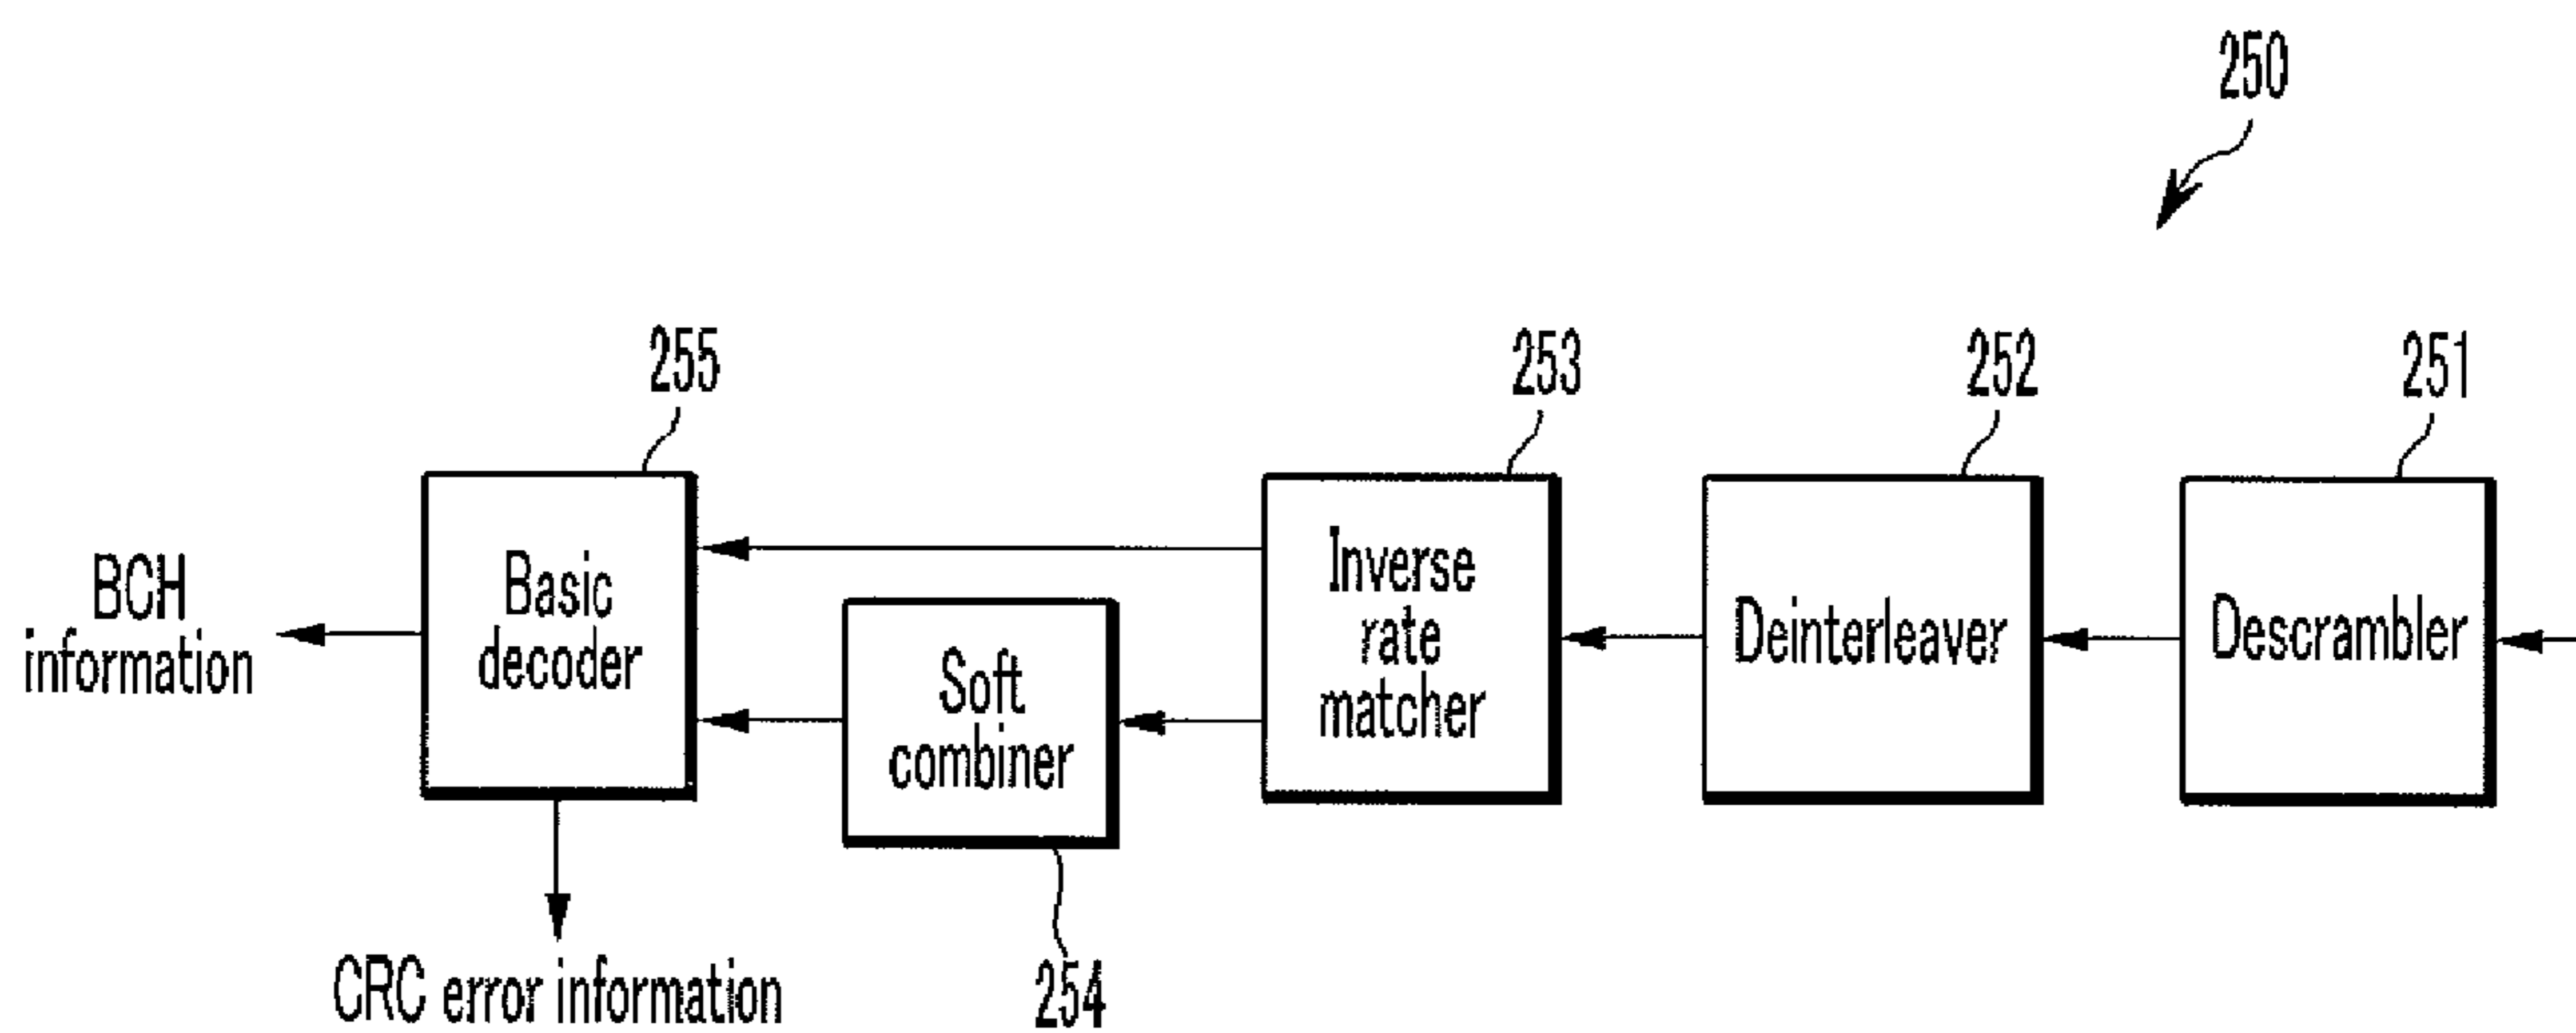 250
255
253
252
251
BCH
information
Basic
decoder
Soft
combiner
Inverse
rate
matcher
Deinterleaver
Descrambler
CRC error information
254